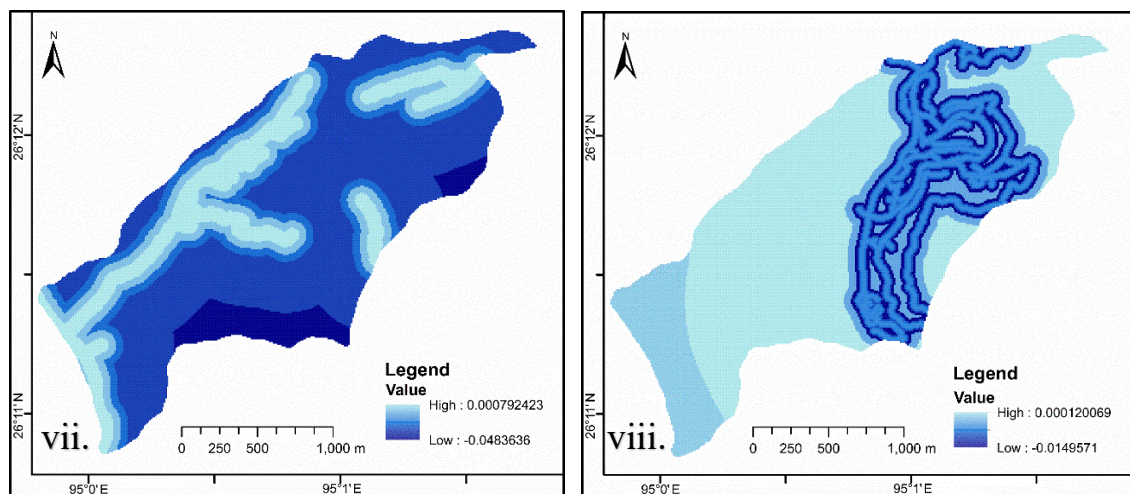 N
26°12'N
26°11'N
vii.
Legend
Value
High : 0.000792423
Low : -0.0483636
0 250 500 1,000 m
95°0'E 95°1'E
N
26°12'N
26°11'N
viii.
Legend
Value
High : 0.000120069
Low : -0.0149571
0 250 500 1,000 m
95°0'E 95°1'E